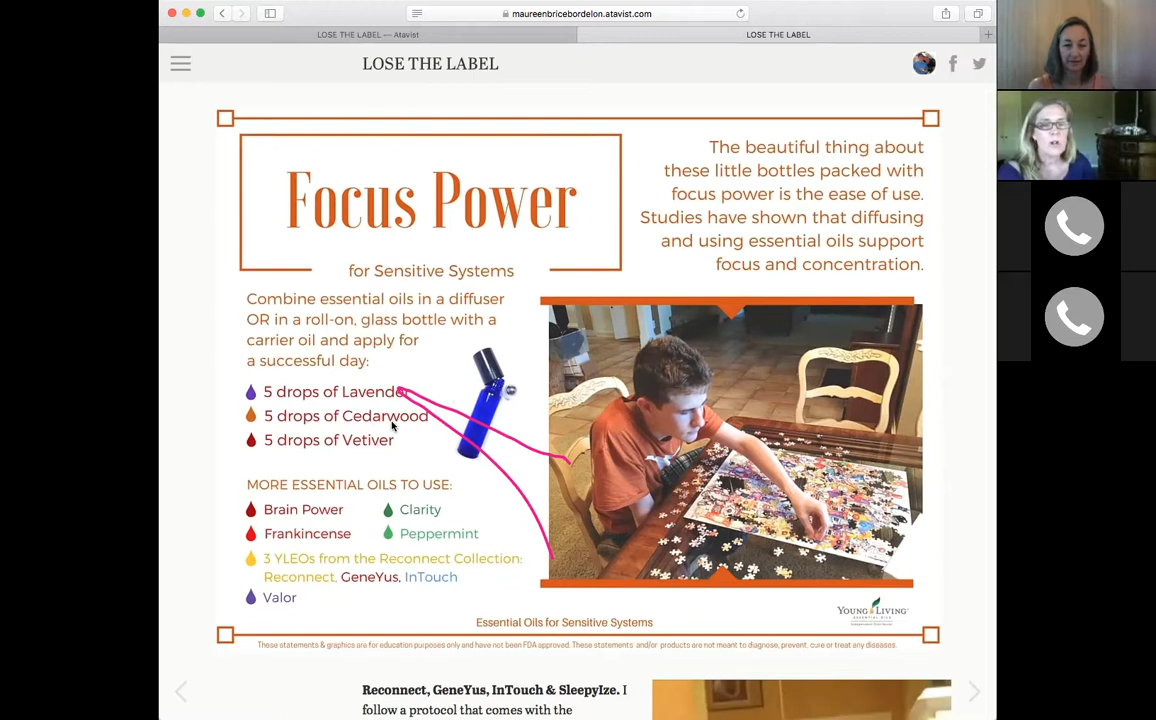 maureenbricebordelon.atavist.com
LOSE THE LABEL — Atavist
LOSE THE LABEL
LOSE THE LABEL
Focus Power
for Sensitive Systems
The beautiful thing about
these little bottles packed with
focus power is the ease of use.
Studies have shown that diffusing
and using essential oils support
focus and concentration.
Combine essential oils in a diffuser
OR in a roll-on, glass bottle with a
carrier oil and apply for
a successful day:
5 drops of Lavender
5 drops of Cedarwood
5 drops of Vetiver
MORE ESSENTIAL OILS TO USE:
Brain Power
Clarity
Frankincense
Peppermint
3 YLEOs from the Reconnect Collection:
Reconnect, GeneYus, InTouch
Valor
YOUNG LIVING
ESSENTIAL OILS
Essential Oils for Sensitive Systems
These statements & graphics are for education purposes only and have not been FDA approved. These statements and/or products are not meant to diagnose, prevent, cure or treat any diseases.
Reconnect, GeneYus, InTouch & SleepyIze. I
follow a protocol that comes with the